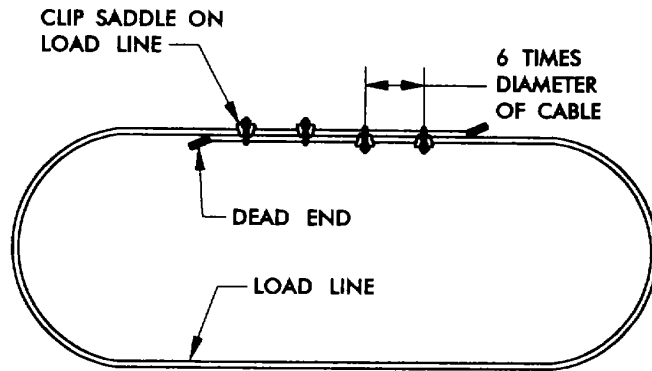 CLIP SADDLE ON
LOAD LINE
6 TIMES
DIAMETER
OF CABLE
DEAD END
LOAD LINE